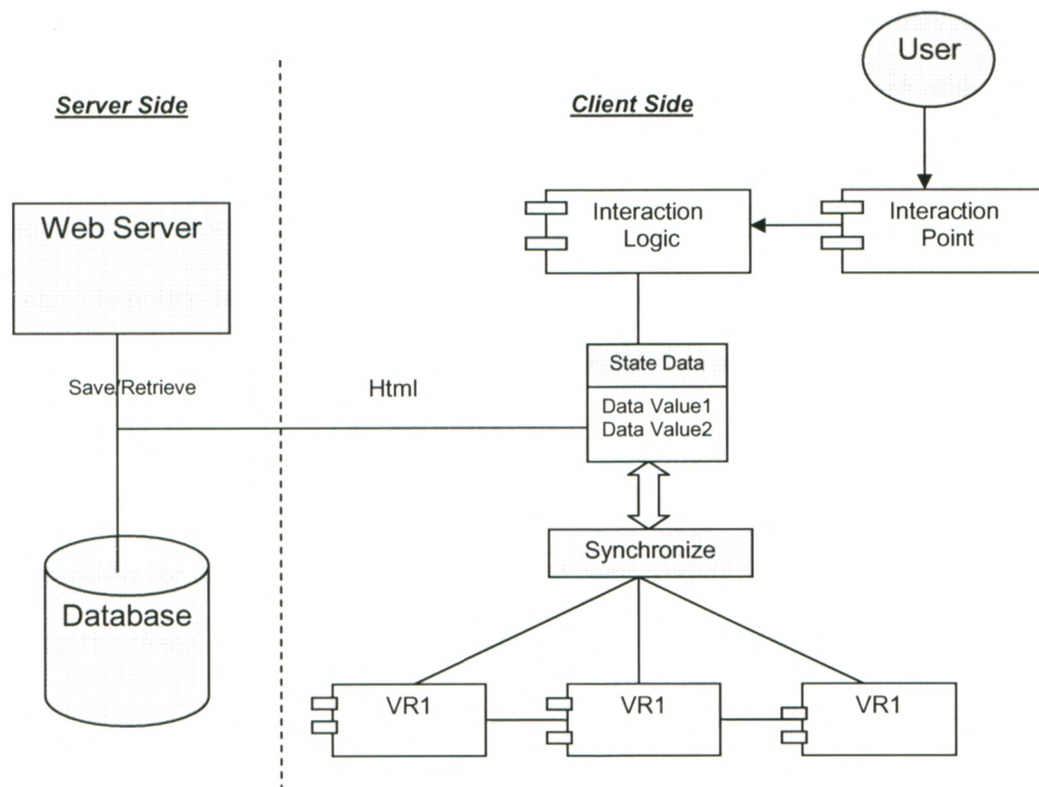 User
Server Side
Client Side
Web Server
Interaction
Logic
Interaction
Point
State Data
Save/Retrieve
Html
Data Value1
Data Value2
Synchronize
Database
VR1
VR1
VR1